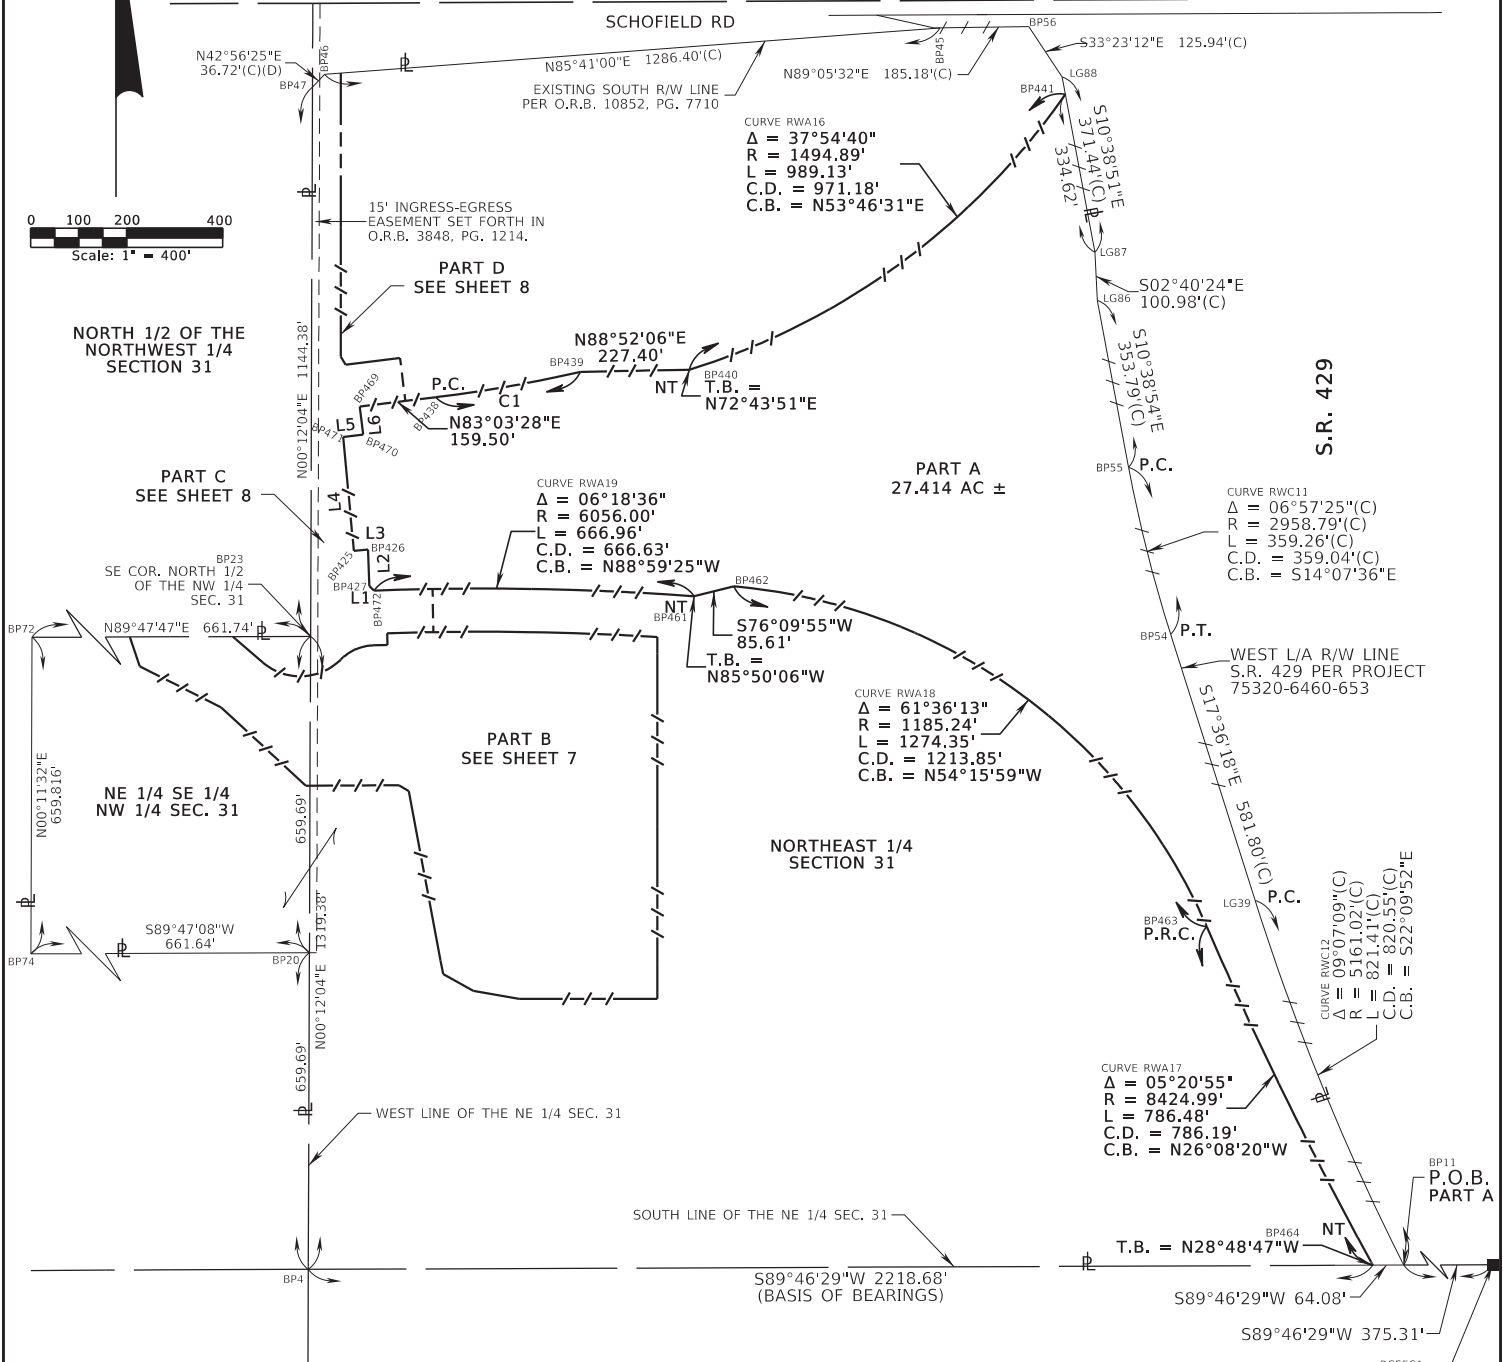 SCHOFIELD RD
BP56
S33°23'12"E 125.94'(C)
N42°56'25"E
36.72'(C)(D)
BP46
BP47
PL
N85°41'00"E 1286.40'(C)
BP45
N89°05'32"E 185.18'(C)
LG88
BP441
EXISTING SOUTH R/W LINE
PER O.R.B. 10852, PG. 7710
CURVE RWA16
Δ = 37°54'40"
R = 1494.89'
L = 989.13'
C.D. = 971.18'
C.B. = N53°46'31"E
S10°38'51"E
371.44'(C)
334.62'
PL
LG87
0 100 200 400
Scale: 1" = 400'
PL
15' INGRESS-EGRESS
EASEMENT SET FORTH IN
O.R.B. 3848, PG. 1214.
PART D
SEE SHEET 8
S02°40'24"E
100.98'(C)
LG86
NORTH 1/2 OF THE
NORTHWEST 1/4
SECTION 31
N00°12'04"E 1144.38'
N88°52'06"E
227.40'
BP439
BP440
NT
T.B. =
N72°43'51"E
S10°38'54"E
353.79'(C)
S.R. 429
BP469
P.C.
C1
BP438
N83°03'28"E
159.50'
L5
L6
BP471
BP470
PART C
SEE SHEET 8
PART A
27.414 AC ±
BP55
P.C.
L4
CURVE RWA19
Δ = 06°18'36"
R = 6056.00'
L = 666.96'
C.D. = 666.63'
C.B. = N88°59'25"W
CURVE RWC11
Δ = 06°57'25"(C)
R = 2958.79'(C)
L = 359.26'(C)
C.D. = 359.04'(C)
C.B. = S14°07'36"E
L3
BP426
BP425
L2
BP427
L1
BP472
BP23
SE COR. NORTH 1/2
OF THE NW 1/4
SEC. 31
NT
BP461
BP462
S76°09'55"W
85.61'
T.B. =
N85°50'06"W
BP72
N89°47'47"E 661.74'
PL
BP54
P.T.
WEST L/A R/W LINE
S.R. 429 PER PROJECT
75320-6460-653
CURVE RWA18
Δ = 61°36'13"
R = 1185.24'
L = 1274.35'
C.D. = 1213.85'
C.B. = N54°15'59"W
S17°36'18"E 581.80'(C)
PART B
SEE SHEET 7
N00°11'32"E
659.816'
NE 1/4 SE 1/4
NW 1/4 SEC. 31
659.69'
NORTHEAST 1/4
SECTION 31
PL
LG39
P.C.
BP463
P.R.C.
S89°47'08"W
661.64'
PL
BP74
BP20
N00°12'04"E 1319.38'
CURVE RWC12
Δ = 09°07'09"(C)
R = 5161.02'(C)
L = 821.41'(C)
C.D. = 820.55'(C)
C.B. = S22°09'52"E
659.69'
PL
CURVE RWA17
Δ = 05°20'55"
R = 8424.99'
L = 786.48'
C.D. = 786.19'
C.B. = N26°08'20"W
PL
WEST LINE OF THE NE 1/4 SEC. 31
BP11
P.O.B.
PART A
SOUTH LINE OF THE NE 1/4 SEC. 31
BP464
NT
T.B. = N28°48'47"W
PL
BP4
S89°46'29"W 2218.68'
(BASIS OF BEARINGS)
S89°46'29"W 64.08'
S89°46'29"W 375.31'